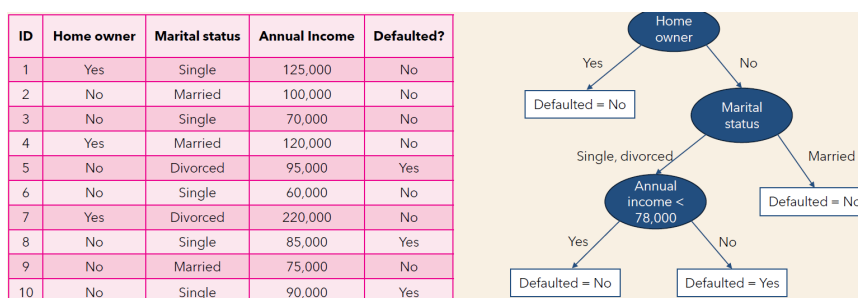 ID Home owner Marital status Annual Income Defaulted?
1 Yes Single 125,000 No
2 No Married 100,000 No
3 No Single 70,000 No
4 Yes Married 120,000 No
5 No Divorced 95,000 Yes
6 No Single 60,000 No
7 Yes Divorced 220,000 No
8 No Single 85,000 Yes
9 No Married 75,000 No
10 No Single 90,000 Yes
Home
owner
Yes No
Defaulted = No
Marital
status
Single, divorced Married
Annual
income <
78,000
Defaulted = No
Yes No
Defaulted = No Defaulted = Yes